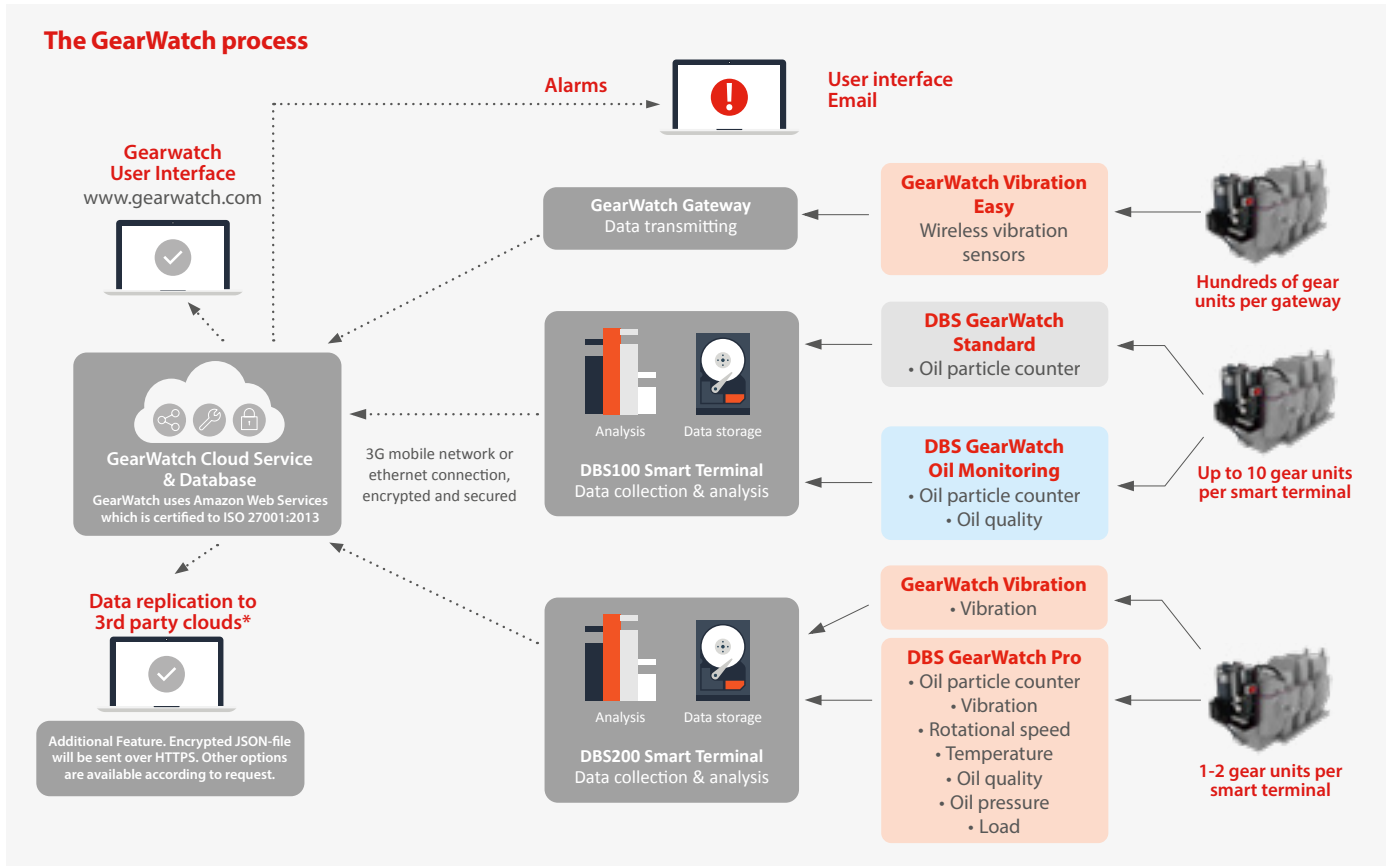 The GearWatch process
Alarms
User interface
Email
Gearwatch
User Interface
www.gearwatch.com
GearWatch Gateway
Data transmitting
GearWatch Vibration
Easy
Wireless vibration
sensors
Hundreds of gear
units per gateway
DBS GearWatch
Standard
• Oil particle counter
Analysis
Data storage
DBS100 Smart Terminal
Data collection & analysis
GearWatch Cloud Service
& Database
GearWatch uses Amazon Web Services
which is certified to ISO 27001:2013
3G mobile network or
ethernet connection,
encrypted and secured
DBS GearWatch
Oil Monitoring
• Oil particle counter
• Oil quality
Up to 10 gear units
per smart terminal
Data replication to
3rd party clouds*
Additional Feature. Encrypted JSON-file
will be sent over HTTPS. Other options
are available according to request.
Analysis
Data storage
DBS200 Smart Terminal
Data collection & analysis
GearWatch Vibration
• Vibration
DBS GearWatch Pro
• Oil particle counter
• Vibration
• Rotational speed
• Temperature
• Oil quality
• Oil pressure
• Load
1-2 gear units per
smart terminal